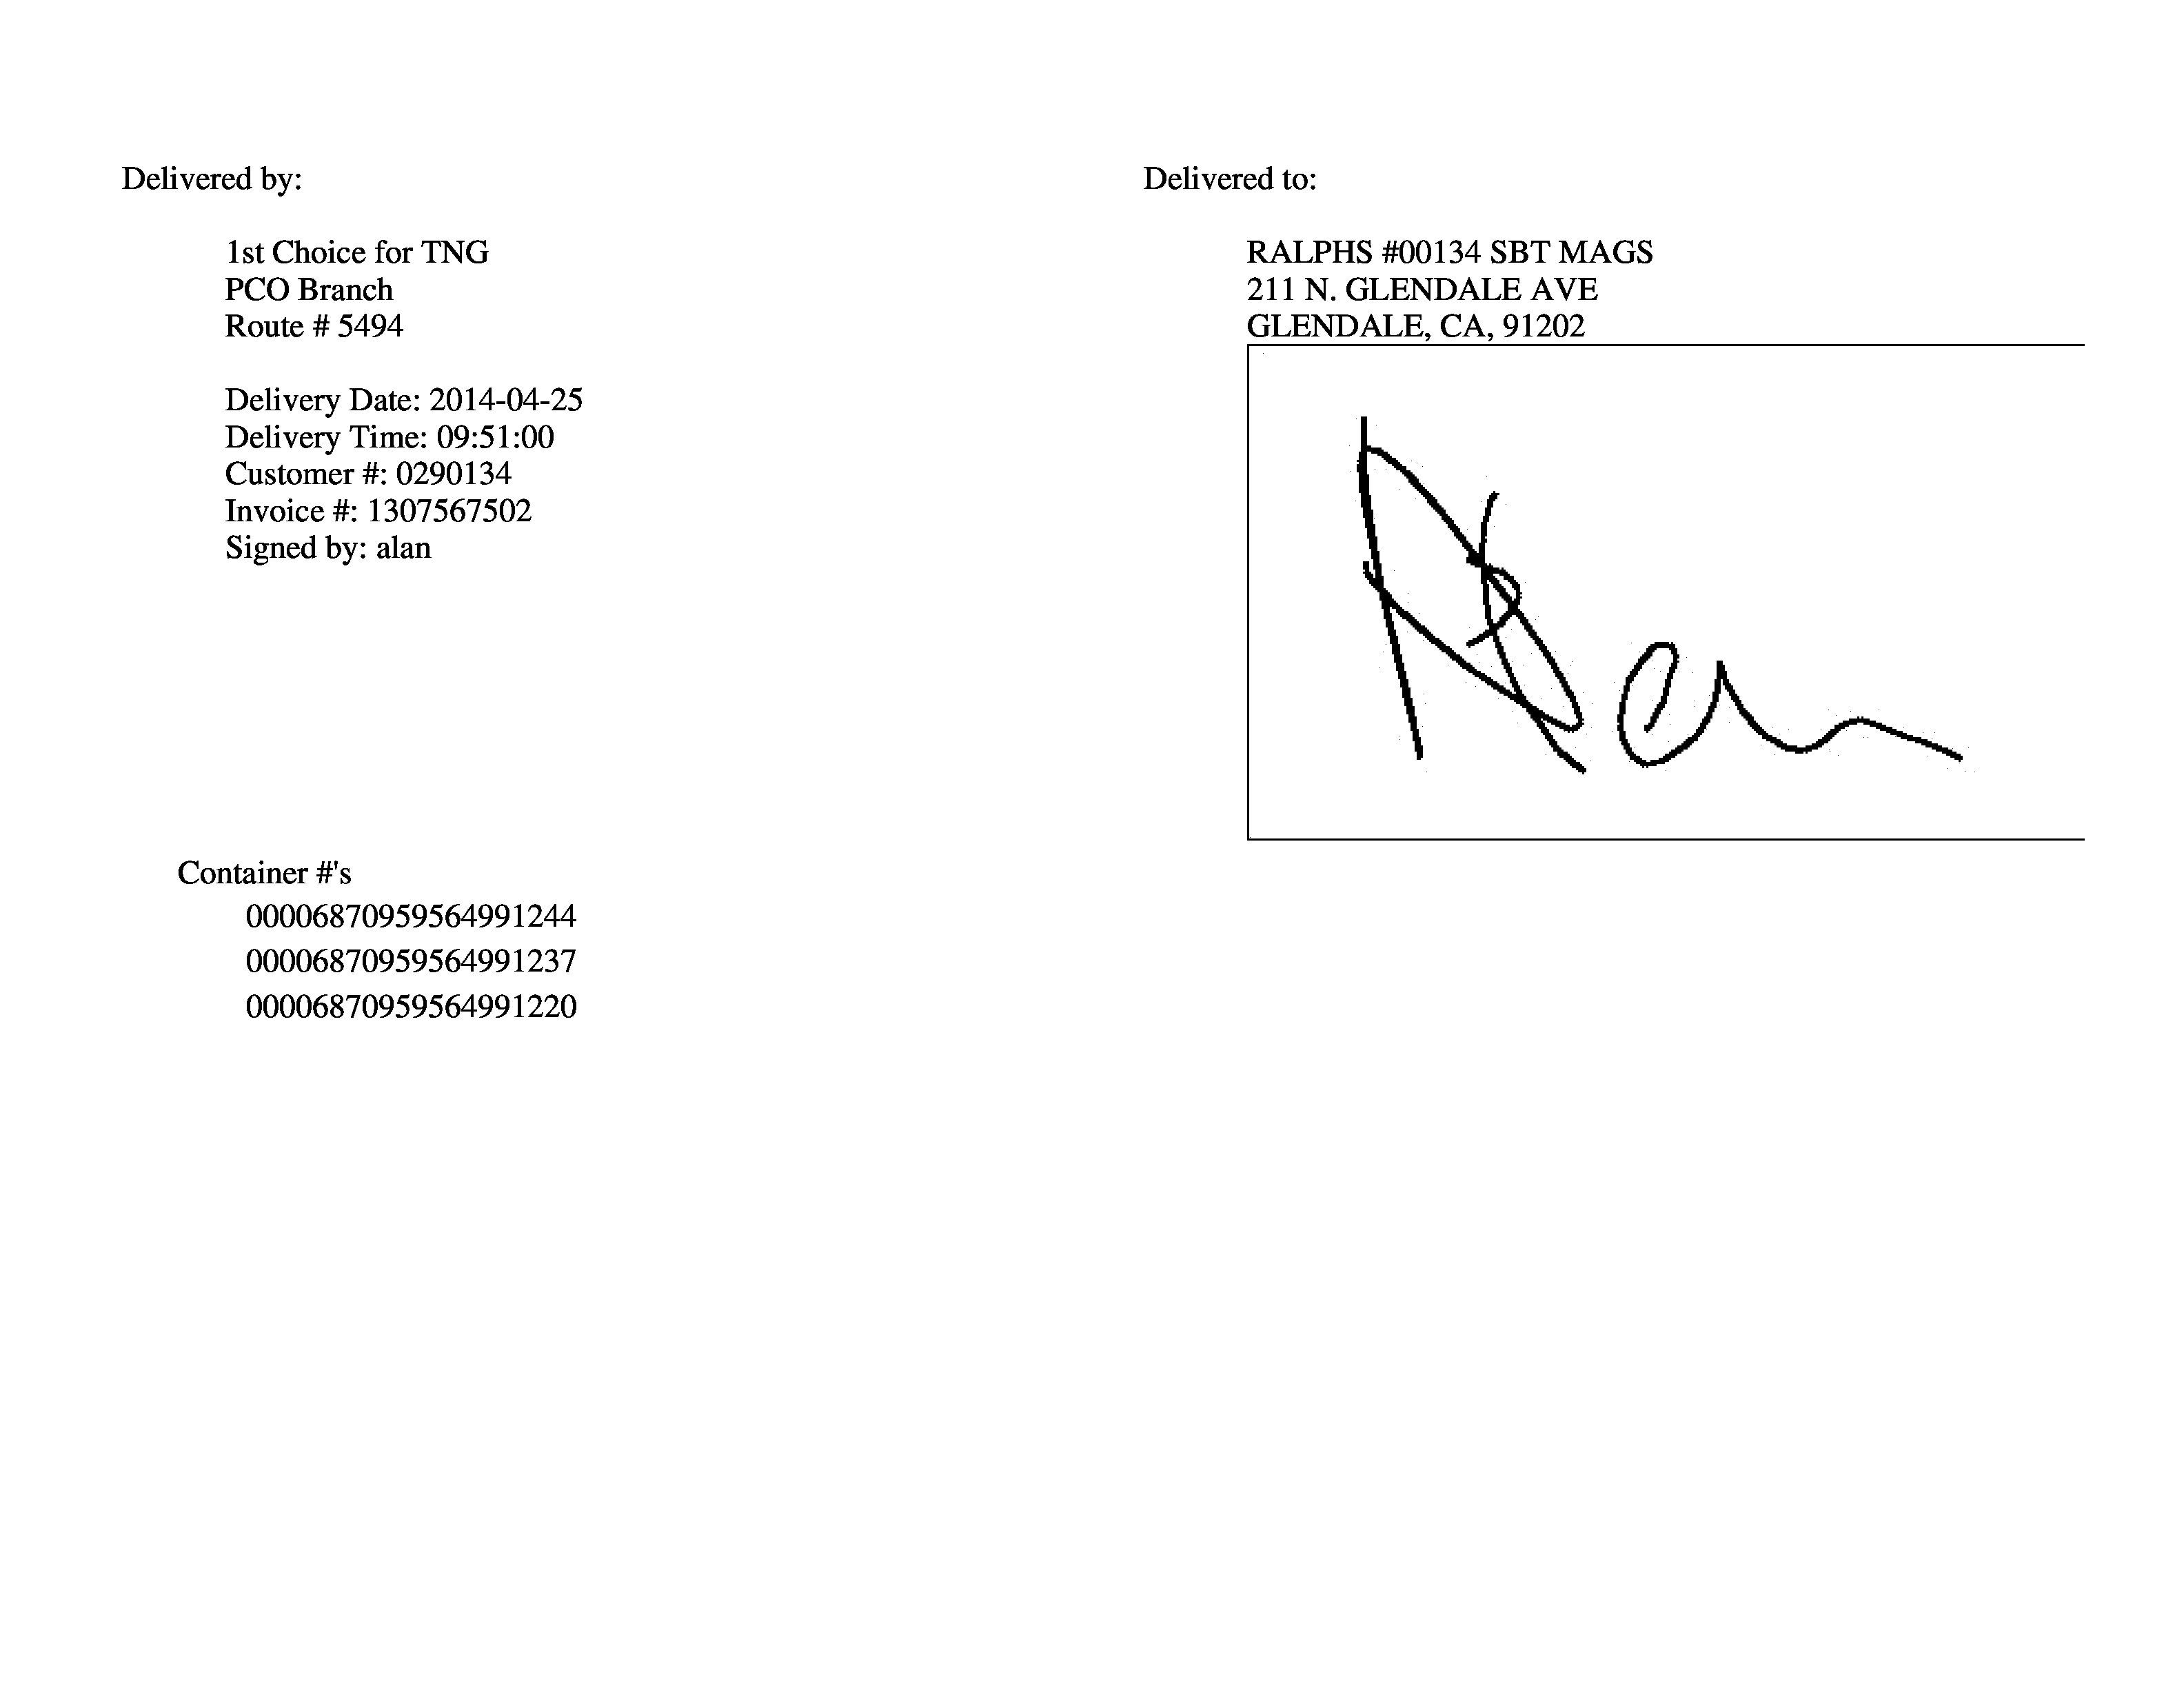 Delivered by:
1st Choice for TNG
PCO Branch
Route # 5494
Delivery Date: 2014-04-25
Delivery Time: 09:51:00
Customer #: 0290134
Invoice #: 1307567502
Signed by: alan
Delivered to:
RALPHS #00134 SBT MAGS
211 N. GLENDALE AVE
GLENDALE, CA, 91202
Container #'s
00006870959564991244
00006870959564991237
00006870959564991220